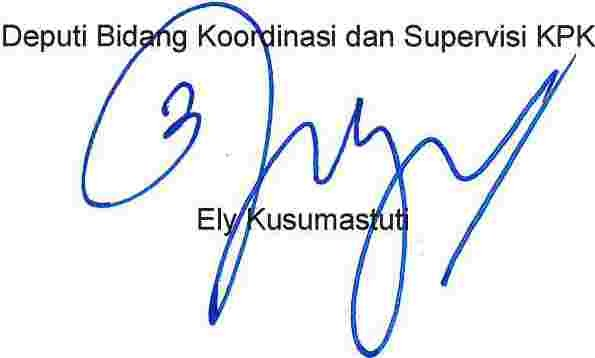 Deputi Bidang Koordinasi dan Supervisi KPK
Ely Kusumastuti